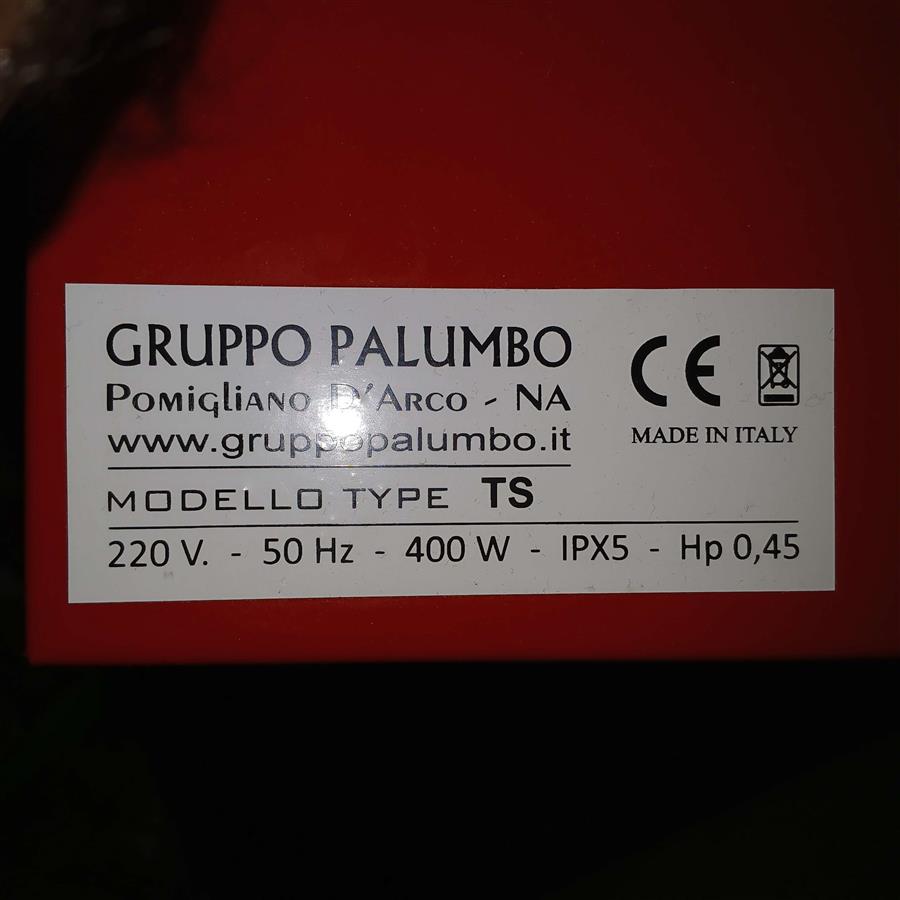 GRUPPO PALUMBO
POMIGLIANO D'ARCO - NA
www.gruppopalumbo.it
CE
MADE IN ITALY
MODELLO TYPE TS
220 V. - 50 Hz - 400 W - IPX5 - Hp 0,45